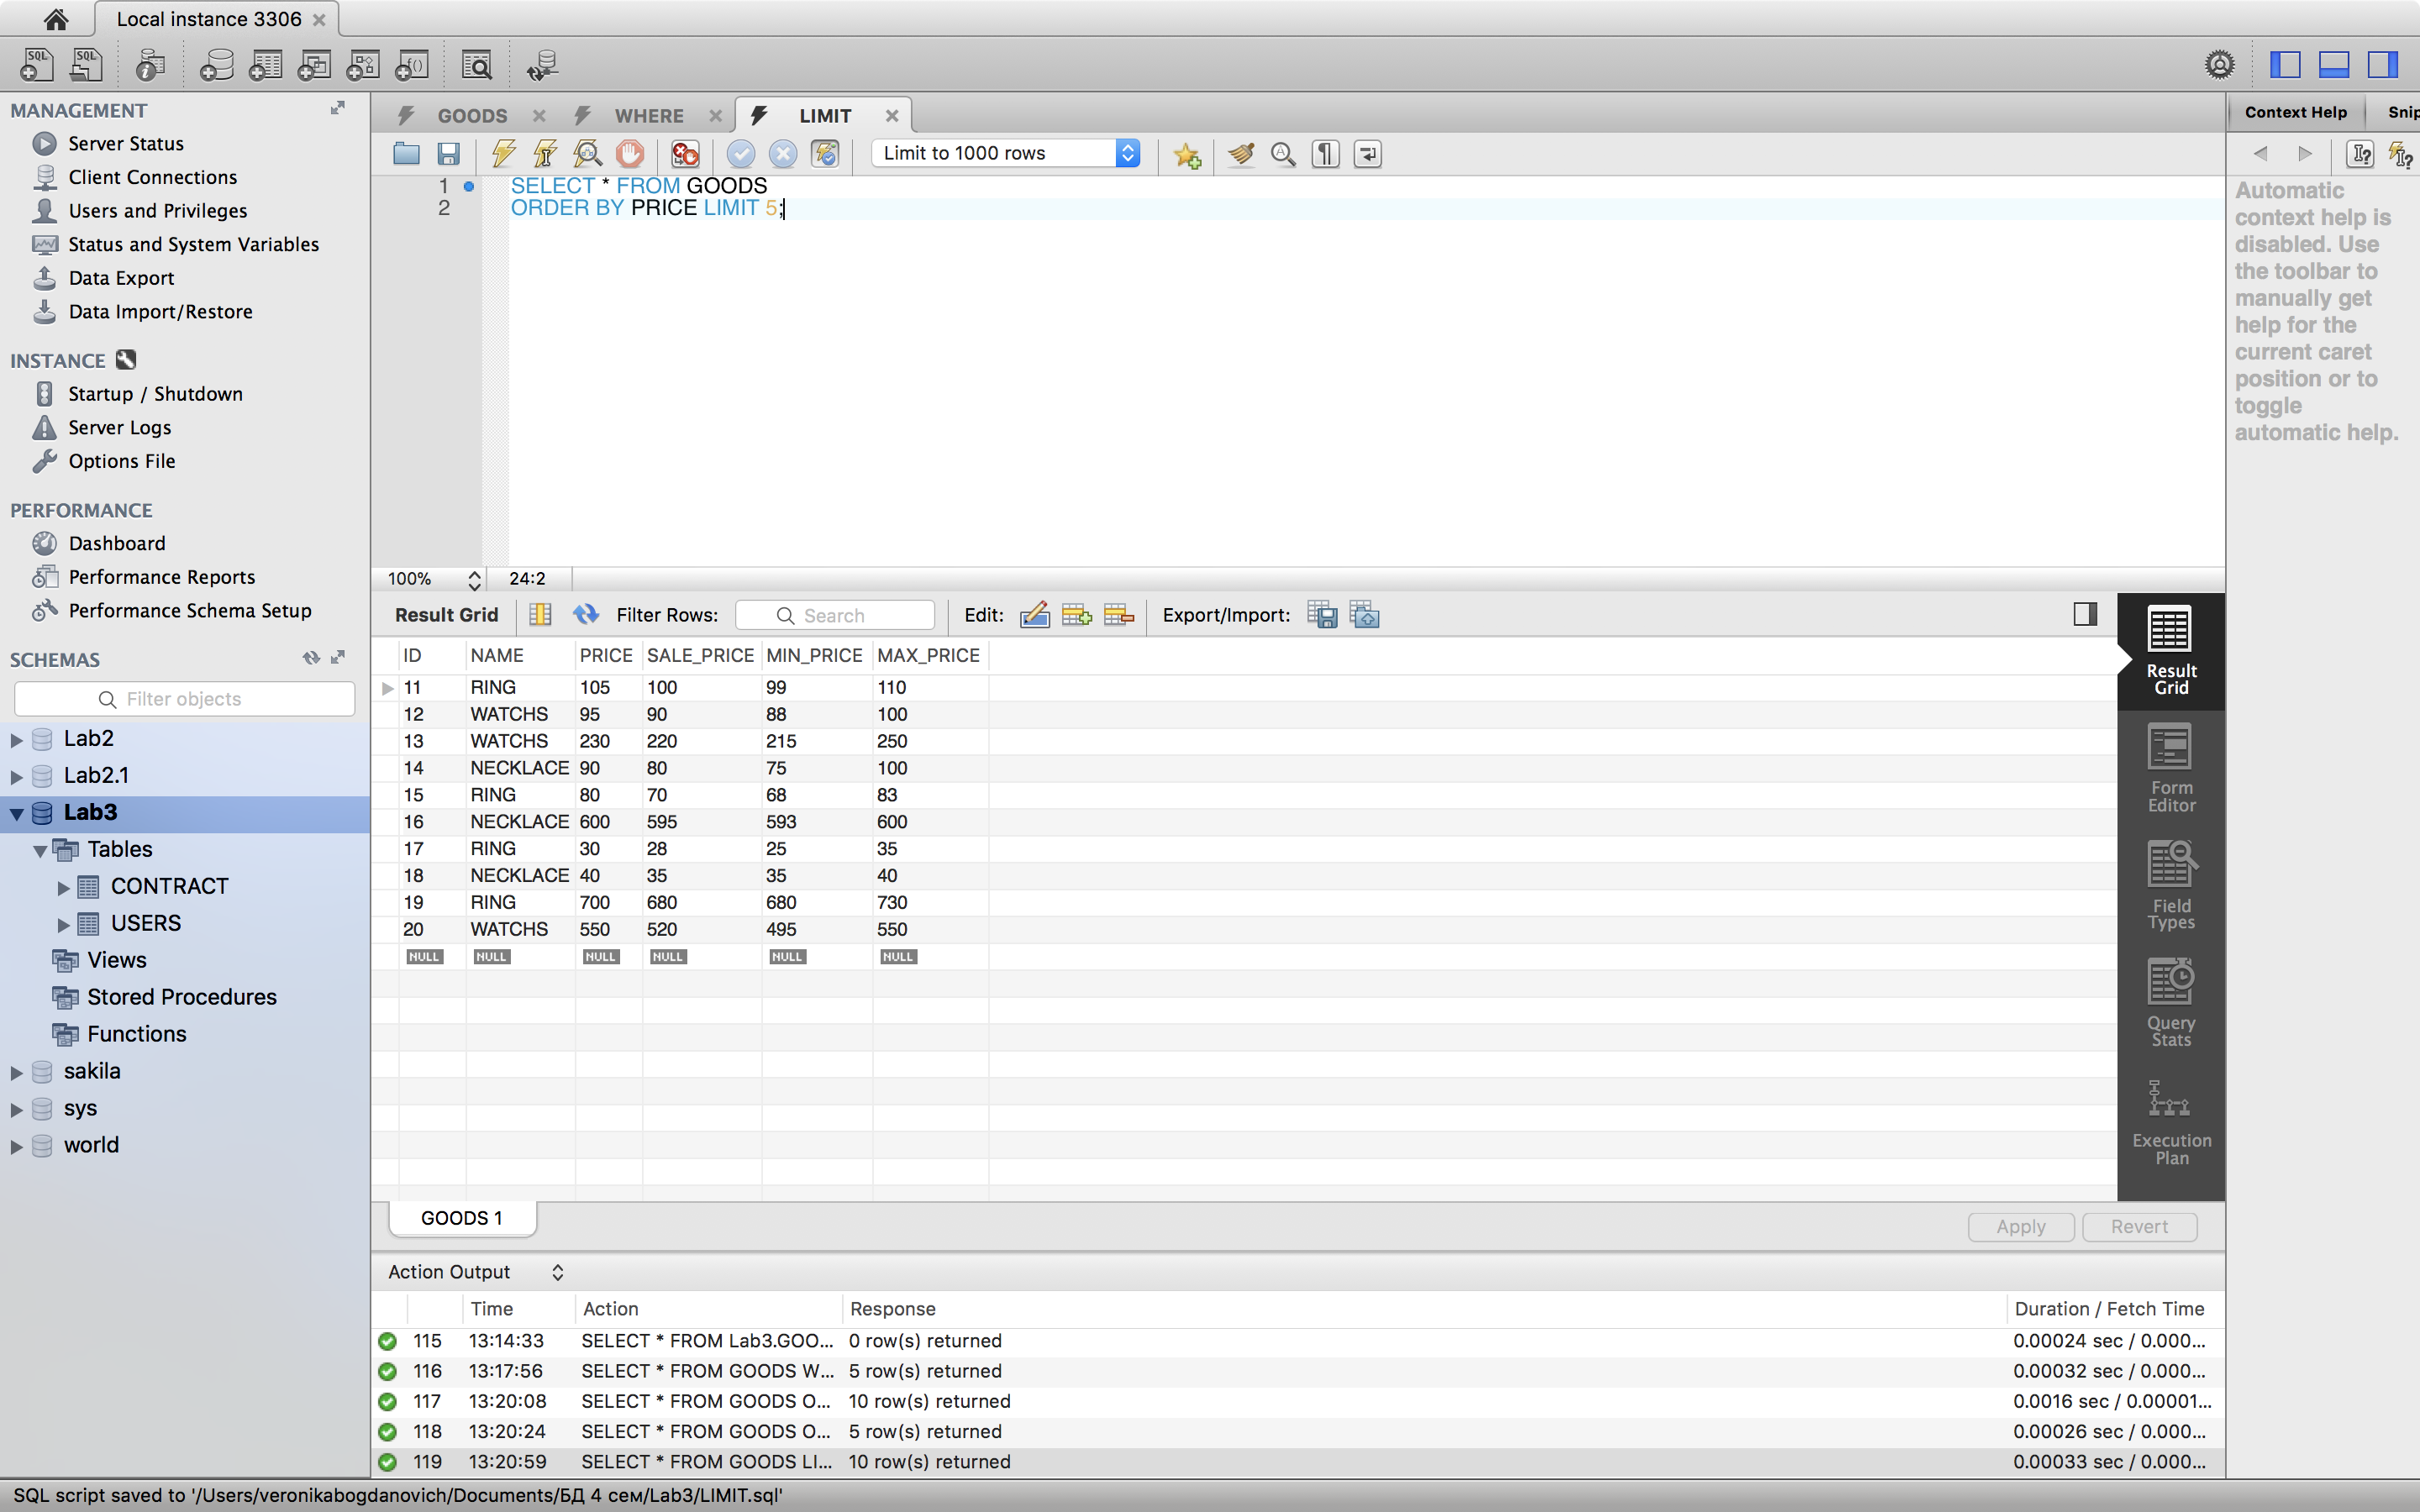 Local instance 3306
MANAGEMENT
Server Status
Client Connections
Users and Privileges
Status and System Variables
Data Export
Data Import/Restore
INSTANCE
Startup / Shutdown
Server Logs
Options File
PERFORMANCE
Dashboard
Performance Reports
Performance Schema Setup
SCHEMAS
Filter objects
Lab2
Lab2.1
Lab3
Tables
CONTRACT
USERS
Views
Stored Procedures
Functions
sakila
sys
world
GOODS WHERE LIMIT
Limit to 1000 rows
1 SELECT * FROM GOODS
2 ORDER BY PRICE LIMIT 5;
100% 24:2
Result Grid Filter Rows: Search Edit: Export/Import:
ID NAME PRICE SALE_PRICE MIN_PRICE MAX_PRICE
11 RING 105 100 99 110
12 WATCHS 95 90 88 100
13 WATCHS 230 220 215 250
14 NECKLACE 90 80 75 100
15 RING 80 70 68 83
16 NECKLACE 600 595 593 600
17 RING 30 28 25 35
18 NECKLACE 40 35 35 40
19 RING 700 680 680 730
20 WATCHS 550 520 495 550
NULL NULL NULL NULL NULL NULL
Result
Grid
Form
Editor
Field
Types
Query
Stats
Execution
Plan
GOODS 1
Apply Revert
Action Output
Time Action Response Duration / Fetch Time
115 13:14:33 SELECT * FROM Lab3.GOO... 0 row(s) returned 0.00024 sec / 0.000...
116 13:17:56 SELECT * FROM GOODS W... 5 row(s) returned 0.00032 sec / 0.000...
117 13:20:08 SELECT * FROM GOODS O... 10 row(s) returned 0.0016 sec / 0.00001...
118 13:20:24 SELECT * FROM GOODS O... 5 row(s) returned 0.00026 sec / 0.000...
119 13:20:59 SELECT * FROM GOODS LI... 10 row(s) returned 0.00033 sec / 0.000...
Context Help Snip
Automatic
context help is
disabled. Use
the toolbar to
manually get
help for the
current caret
position or to
toggle
automatic help.
SQL script saved to '/Users/veronikabogdanovich/Documents/БД 4 сем/Lab3/LIMIT.sql'